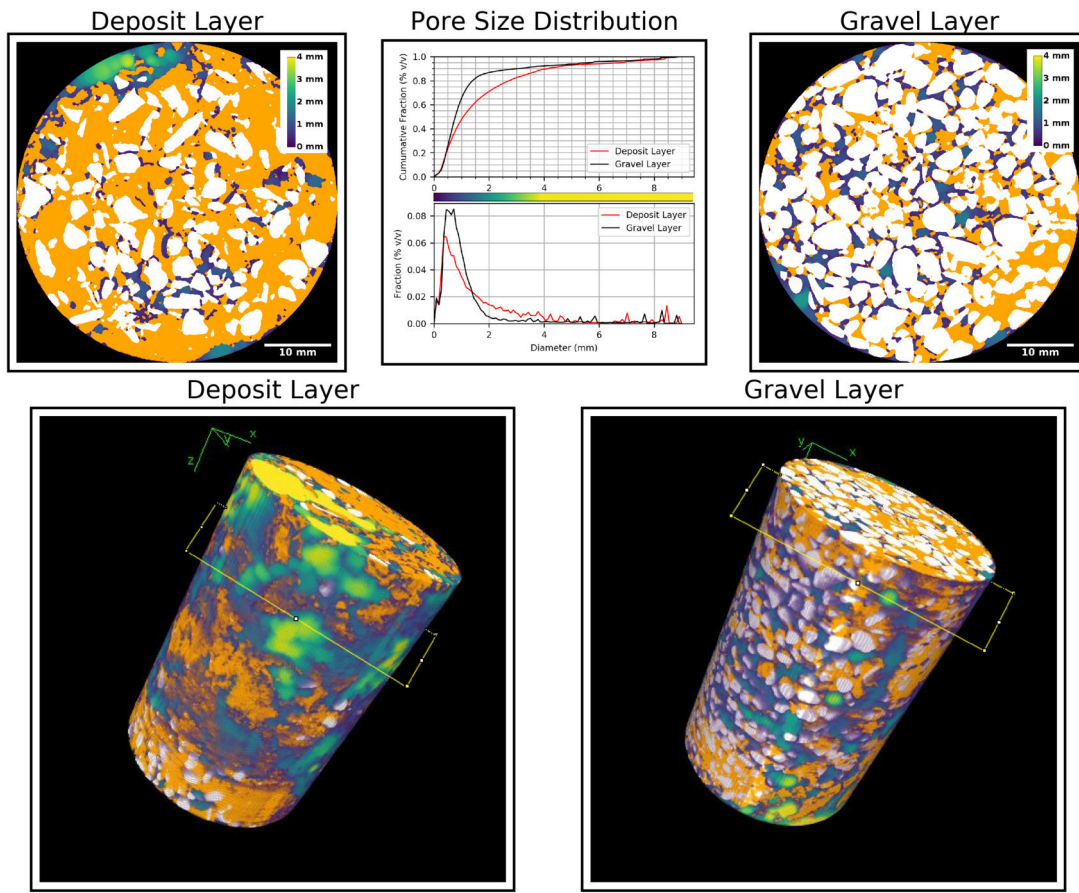 Deposit Layer
4 mm
3 mm
2 mm
1 mm
0 mm
10 mm
Pore Size Distribution
Cumumative Fraction (% v/v)
1.0
0.8
0.6
0.4
0.2
0.0
0
2
4
6
8
Deposit Layer
Gravel Layer
Fraction (% v/v)
0.08
0.06
0.04
0.02
0.00
0
2
4
6
8
Diameter (mm)
Deposit Layer
Gravel Layer
Gravel Layer
4 mm
3 mm
2 mm
1 mm
0 mm
10 mm
Deposit Layer
x
y
z
Gravel Layer
y
x